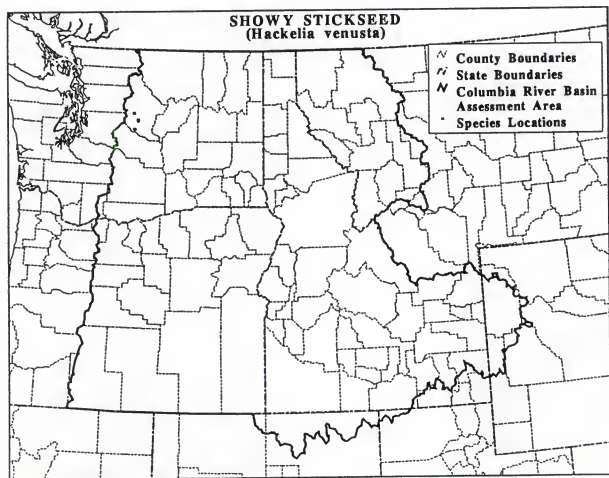 SHOWY STICKSEED
(Hackelia venusta)
County Boundaries
State Boundaries
Columbia River Basin
Assessment Area
Species Locations